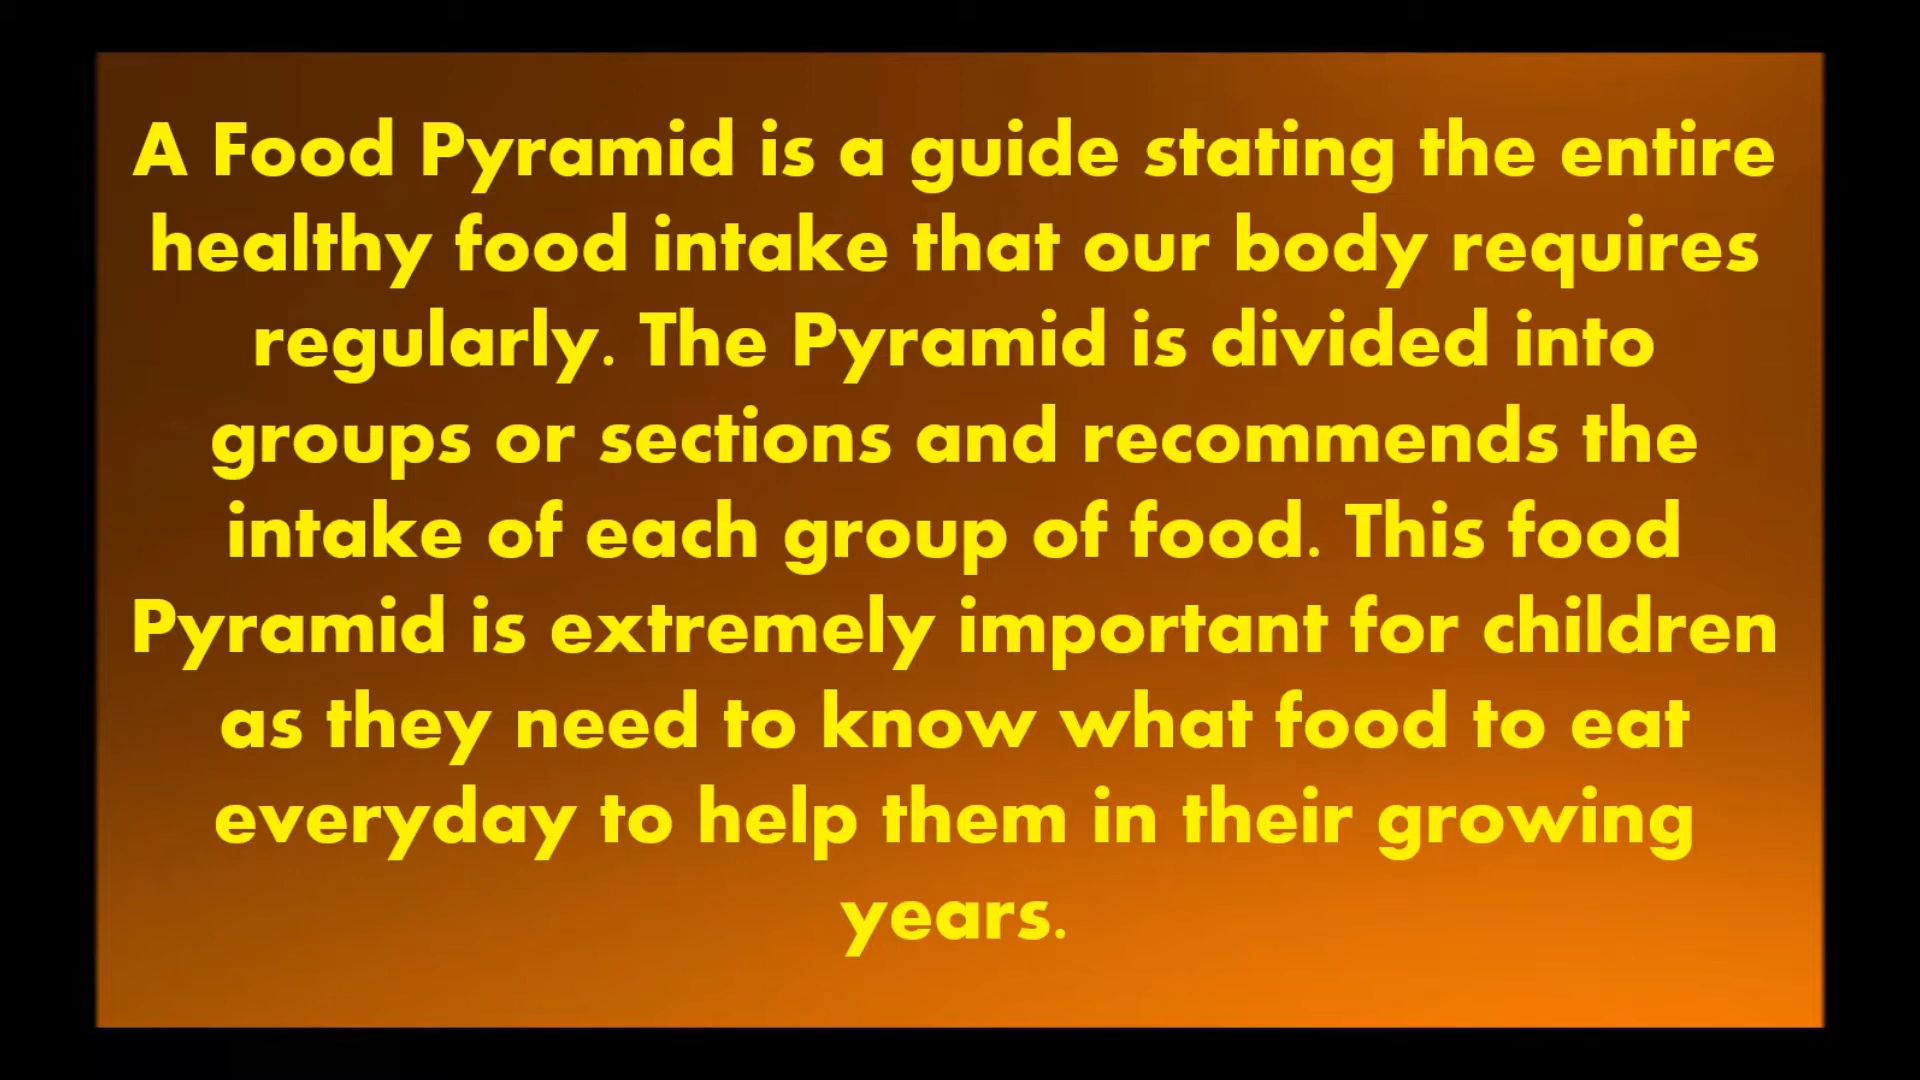 A Food Pyramid is a guide stating the entire
healthy food intake that our body requires
regularly. The Pyramid is divided into
groups or sections and recommends the
intake of each group of food. This food
Pyramid is extremely important for children
as they need to know what food to eat
everyday to help them in their growing
years.